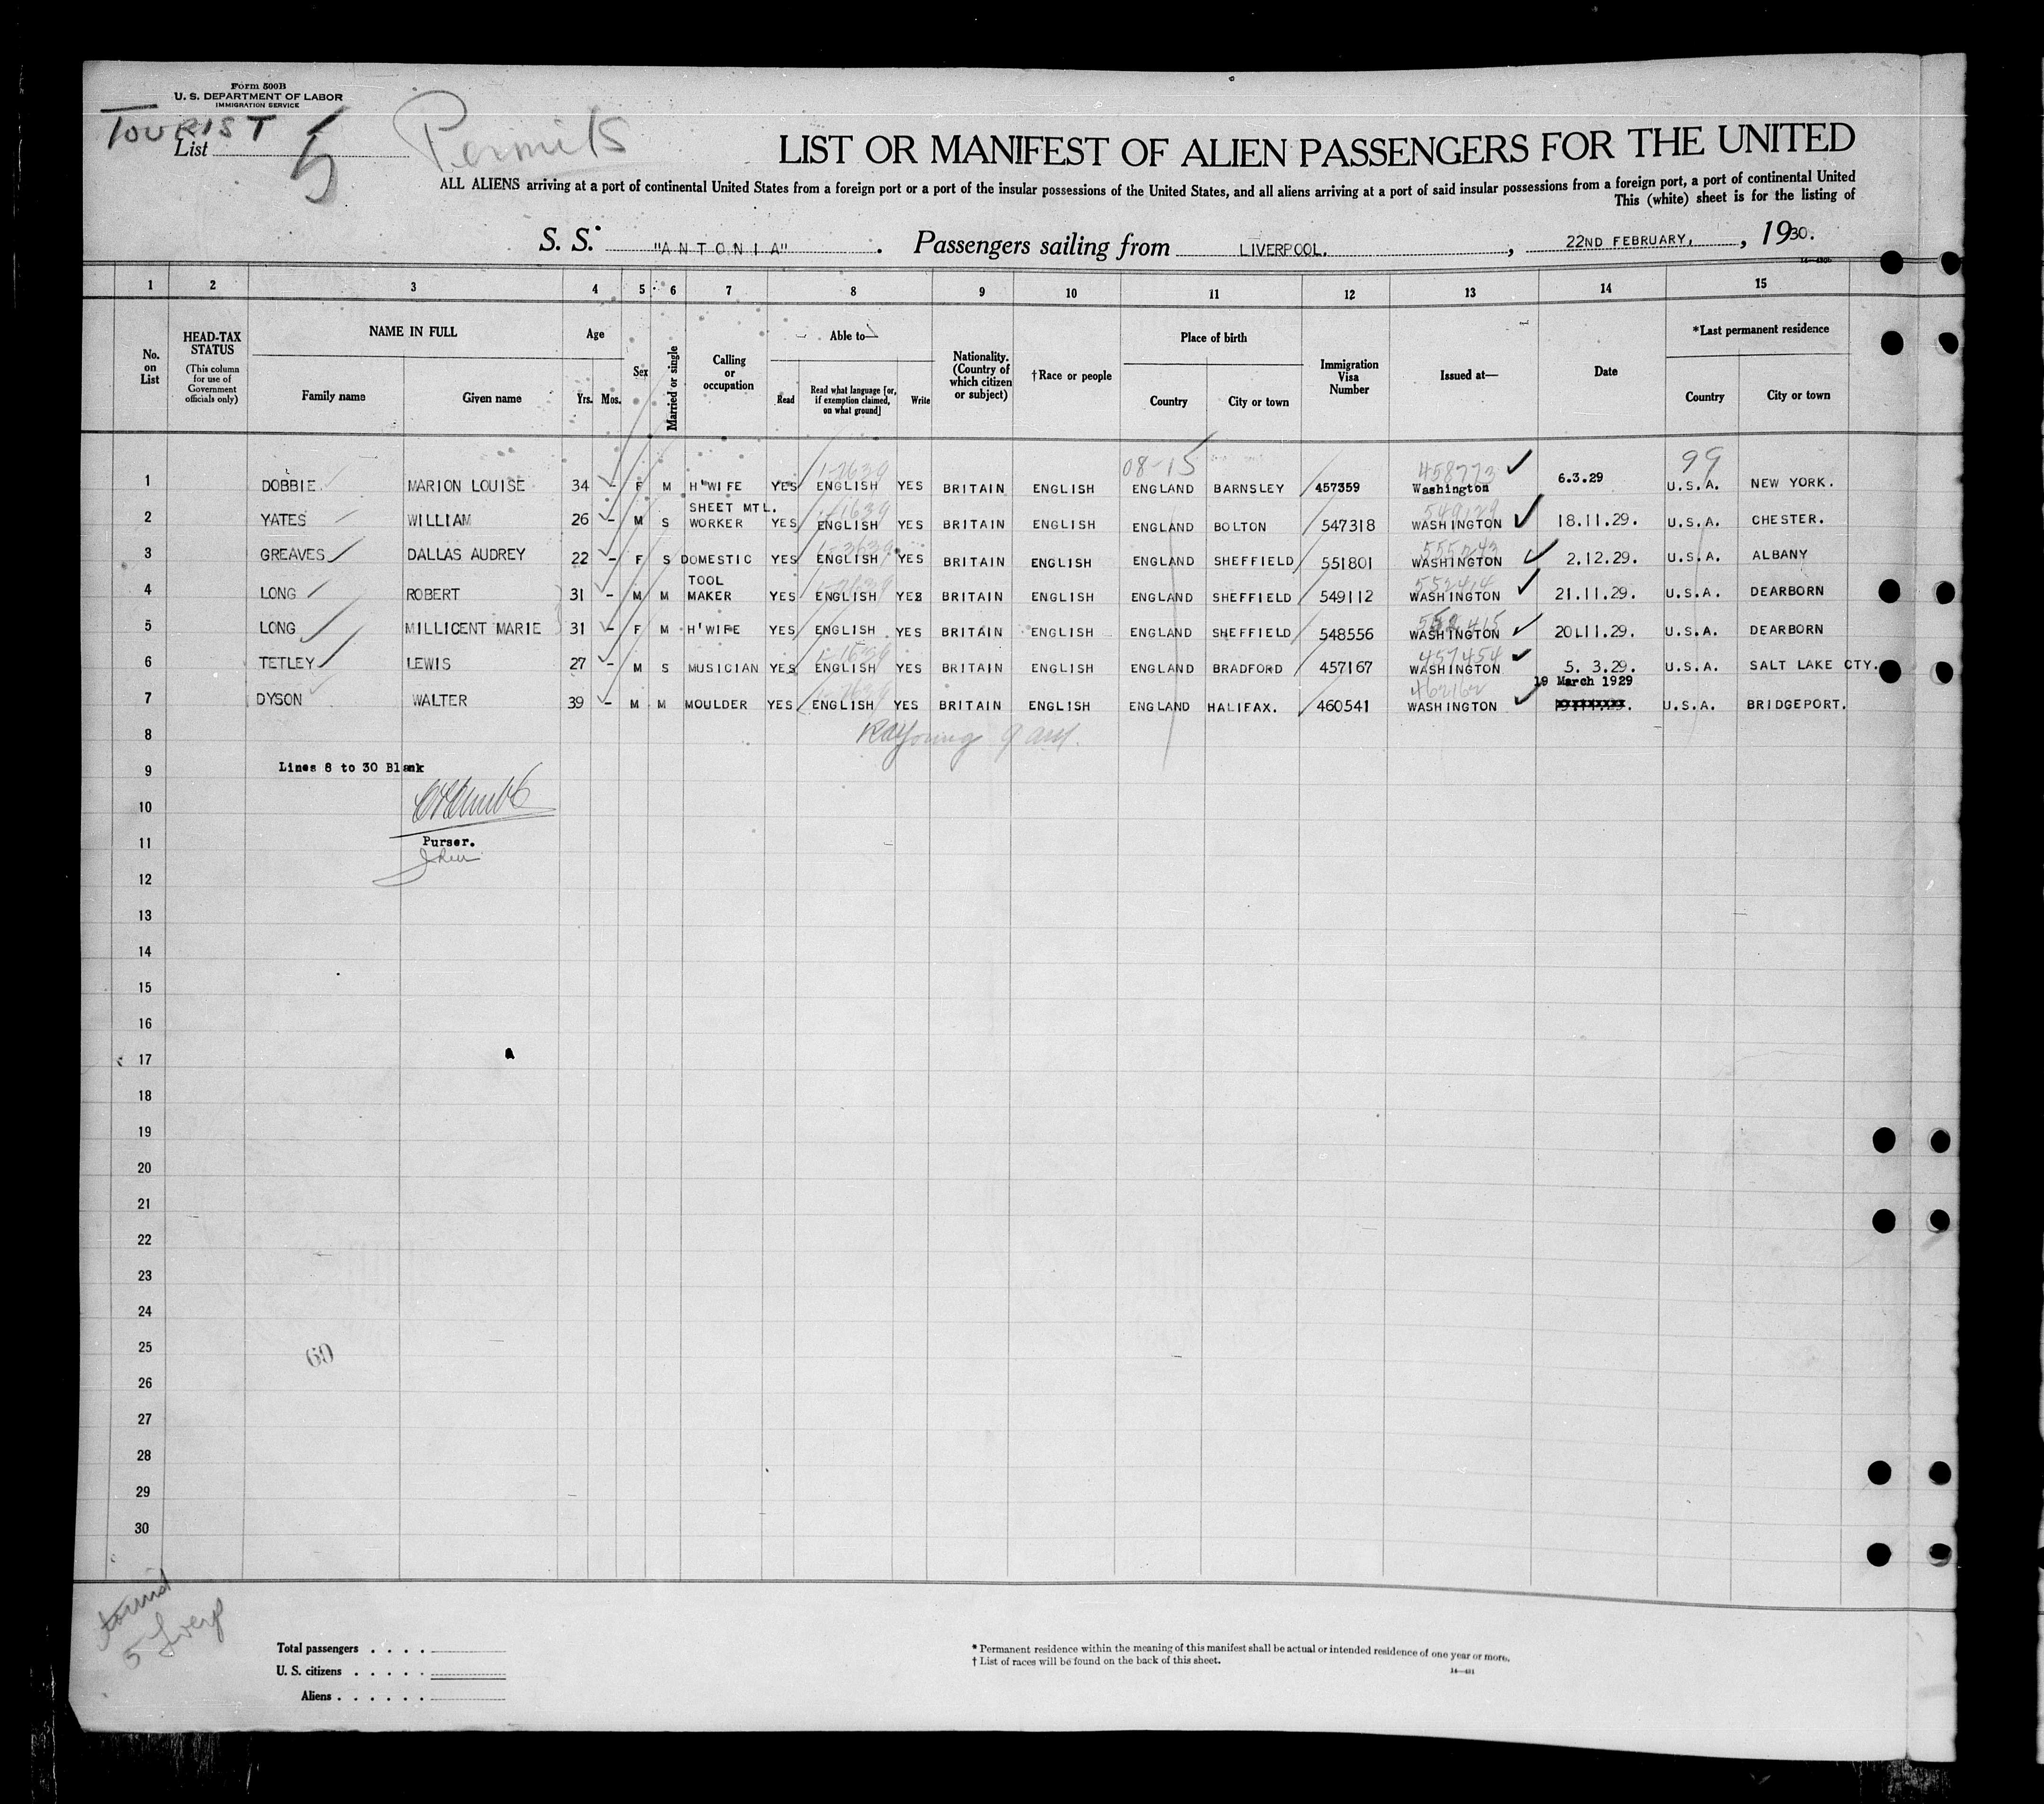 Form 500B
U. S. DEPARTMENT OF LABOR
IMMIGRATION SERVICE
TOURIST
List 5
Permits
LIST OR MANIFEST OF ALIEN PASSENGERS FOR THE UNITED
ALL ALIENS arriving at a port of continental United States from a foreign port or a port of the insular possessions of the United States, and all aliens arriving at a port of said insular possessions from a foreign port, a port of continental United
This (white) sheet is for the listing of
S. S. "ANTONIA" . Passengers sailing from LIVERPOOL. , 22ND FEBRUARY, , 1930.
1 2 3 4 5 6 7 8 9 10 11 12 13 14 15
No. on List
HEAD-TAX STATUS
(This column for use of Government officials only)
NAME IN FULL
Family name Given name
Age
Yrs. Mos.
Sex
Married or single
Calling or occupation
Able to—
Read Read what language [or, if exemption claimed, on what ground] Write
Nationality. (Country of which citizen or subject)
†Race or people
Place of birth
Country City or town
Immigration Visa Number
Issued at—
Date
*Last permanent residence
Country City or town
08-15 458773 99
1 DOBBIE MARION LOUISE 34 - F M H'WIFE YES ENGLISH YES BRITAIN ENGLISH ENGLAND BARNSLEY 457359 Washington 6.3.29 U.S.A. NEW YORK.
2 YATES WILLIAM 26 - M S SHEET MTL. WORKER YES ENGLISH YES BRITAIN ENGLISH ENGLAND BOLTON 547318 WASHINGTON 18.11.29. U.S.A. CHESTER.
3 GREAVES DALLAS AUDREY 22 - F S DOMESTIC YES ENGLISH YES BRITAIN ENGLISH ENGLAND SHEFFIELD 551801 WASHINGTON 2.12.29. U.S.A. ALBANY
552414
4 LONG ROBERT 31 - M M TOOL MAKER YES ENGLISH YES BRITAIN ENGLISH ENGLAND SHEFFIELD 549112 WASHINGTON 21.11.29. U.S.A. DEARBORN
552415
5 LONG MILLICENT MARIE 31 - F M H'WIFE YES ENGLISH YES BRITAIN ENGLISH ENGLAND SHEFFIELD 548556 WASHINGTON 20L11.29. U.S.A. DEARBORN
457454
6 TETLEY LEWIS 27 - M S MUSICIAN YES ENGLISH YES BRITAIN ENGLISH ENGLAND BRADFORD 457167 WASHINGTON 5. 3.29. U.S.A. SALT LAKE CTY.
19 March 1929
7 DYSON WALTER 39 - M M MOULDER YES ENGLISH YES BRITAIN ENGLISH ENGLAND HALIFAX. 460541 WASHINGTON U.S.A. BRIDGEPORT.
8
9 Lines 8 to 30 Blank
10
11 Purser.
12
13
14
15
16
17
18
19
20
21
22
23
24
25
60
26
27
28
29
30
5 Liverp
Total passengers . . . .
U. S. citizens . . . . .
Aliens . . . . . .
* Permanent residence within the meaning of this manifest shall be actual or intended residence of one year or more.
† List of races will be found on the back of this sheet.